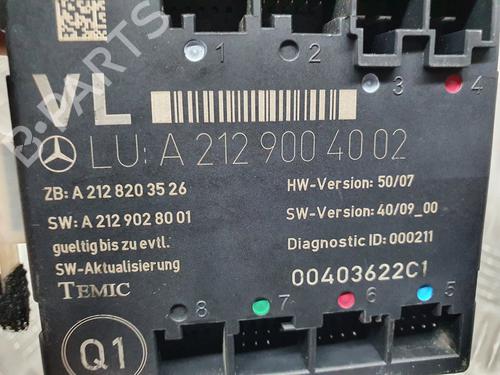 1 2 3 4
VL
LU: A 212 900 40 02
ZB: A 212 820 35 26
HW-Version: 50/07
SW: A 212 902 80 01
SW-Version: 40/09_00
gueltig bis zu evtl.
Diagnostic ID: 000211
SW-Aktualisierung
00403622C1
TEMIC
8 7 6 5
Q1
B-PARTS